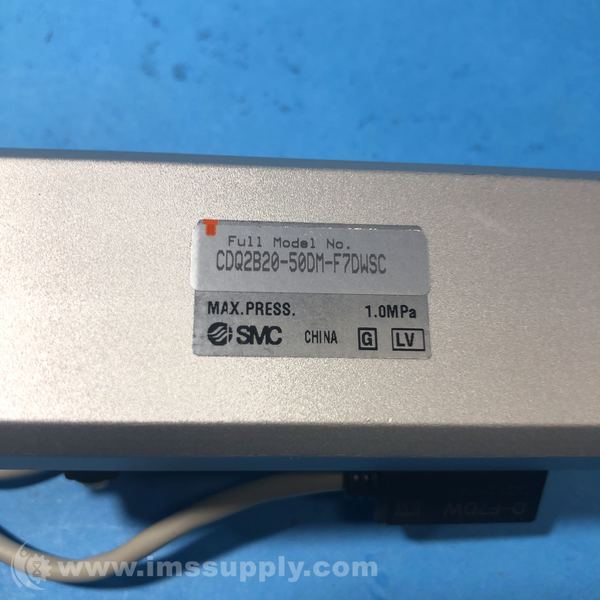 Full Model No.
CDQ2B20-50DM-F7DWSC
MAX.PRESS. 1.0MPa
SMC CHINA G LV
D-F7DW
www.imssupply.com